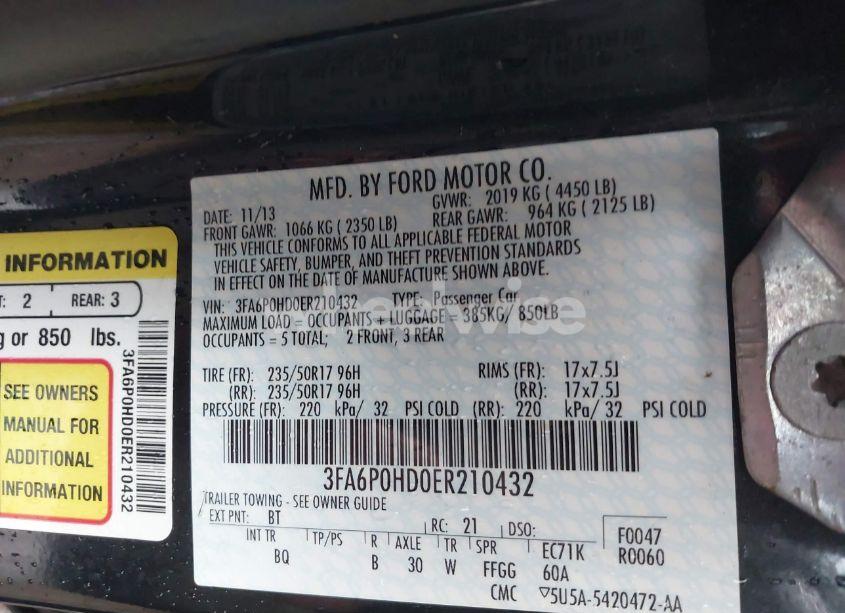 MFD. BY FORD MOTOR CO.
DATE: 11/13 GVWR: 2019 KG ( 4450 LB)
FRONT GAWR: 1066 KG ( 2350 LB) REAR GAWR: 964 KG ( 2125 LB)
THIS VEHICLE CONFORMS TO ALL APPLICABLE FEDERAL MOTOR
VEHICLE SAFETY, BUMPER, AND THEFT PREVENTION STANDARDS
IN EFFECT ON THE DATE OF MANUFACTURE SHOWN ABOVE.
VIN: 3FA6P0HD0ER210432 TYPE: Passenger Car
MAXIMUM LOAD = OCCUPANTS + LUGGAGE = 385KG/ 850LB
OCCUPANTS = 5 TOTAL; 2 FRONT, 3 REAR
TIRE (FR): 235/50R17 96H RIMS (FR): 17x7.5J
(RR): 235/50R17 96H (RR): 17x7.5J
PRESSURE (FR): 220 kPa/ 32 PSI COLD (RR): 220 kPa/ 32 PSI COLD
3FA6P0HD0ER210432
TRAILER TOWING - SEE OWNER GUIDE
EXT PNT: BT RC: 21 DSO: F0047
R0060
INT TR TP/PS R AXLE TR SPR EC71K
BQ B 30 W FFGG 60A
CMC ▽5U5A-5420472-AA
INFORMATION
: 2 REAR: 3
g or 850 lbs.
SEE OWNERS
MANUAL FOR
ADDITIONAL
INFORMATION
3FA6P0HD0ER210432